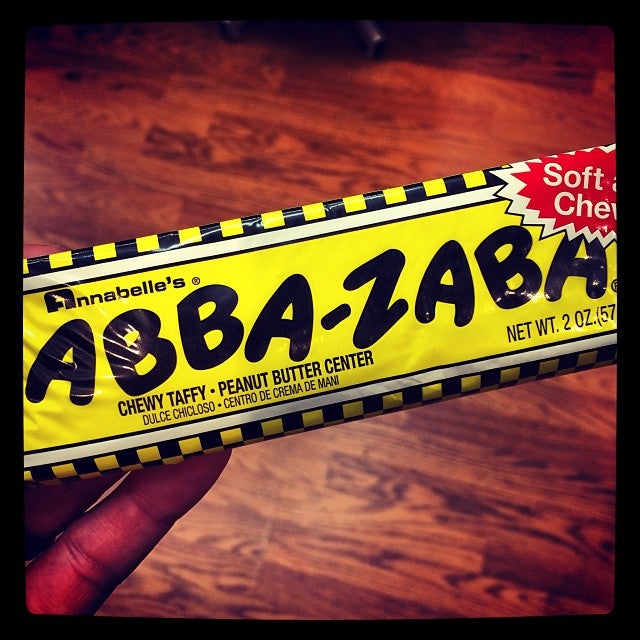 Soft
Annabelle's®
ABBA-ZABA
NET WT. 2 OZ.(57
CHEWY TAFFY • PEANUT BUTTER CENTER
DULCE CHICLOSO • CENTRO DE CREMA DE MANI